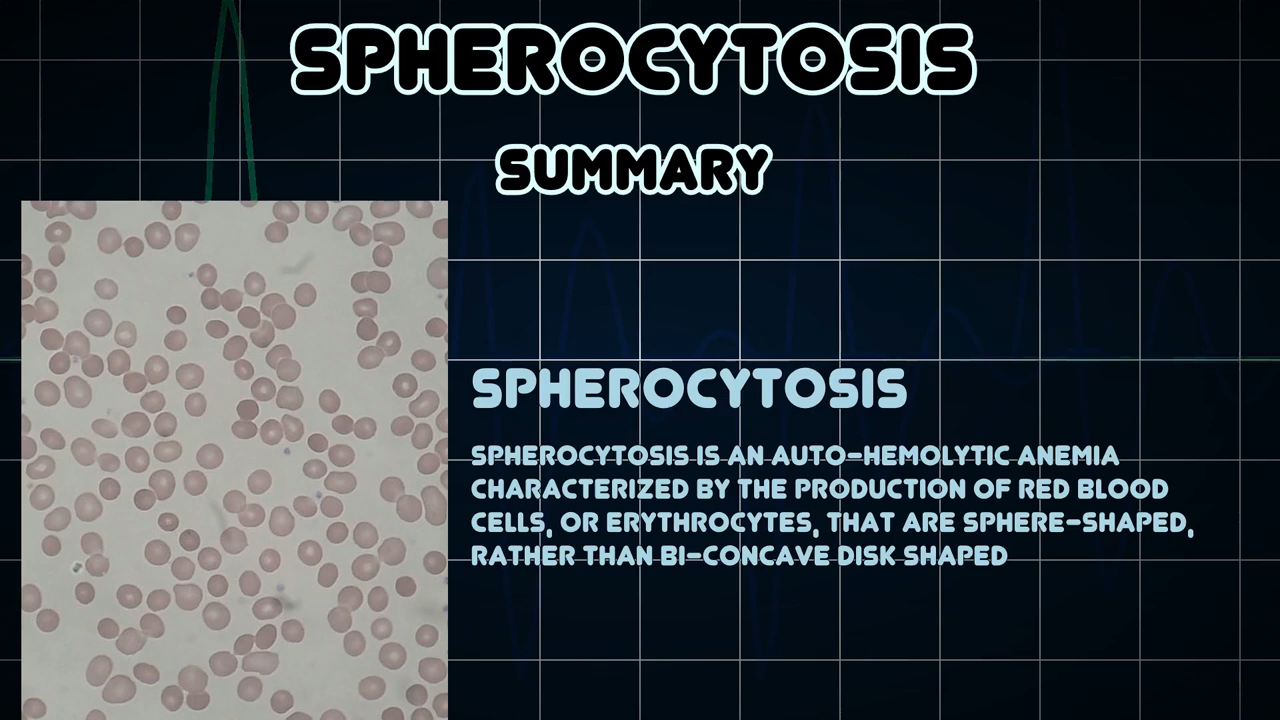 SPHEROCYTOSIS
SUMMARY
SPHEROCYTOSIS
SPHEROCYTOSIS IS AN AUTO-HEMOLYTIC ANEMIA
CHARACTERIZED BY THE PRODUCTION OF RED BLOOD
CELLS, OR ERYTHROCYTES, THAT ARE SPHERE-SHAPED,
RATHER THAN BI-CONCAVE DISK SHAPED